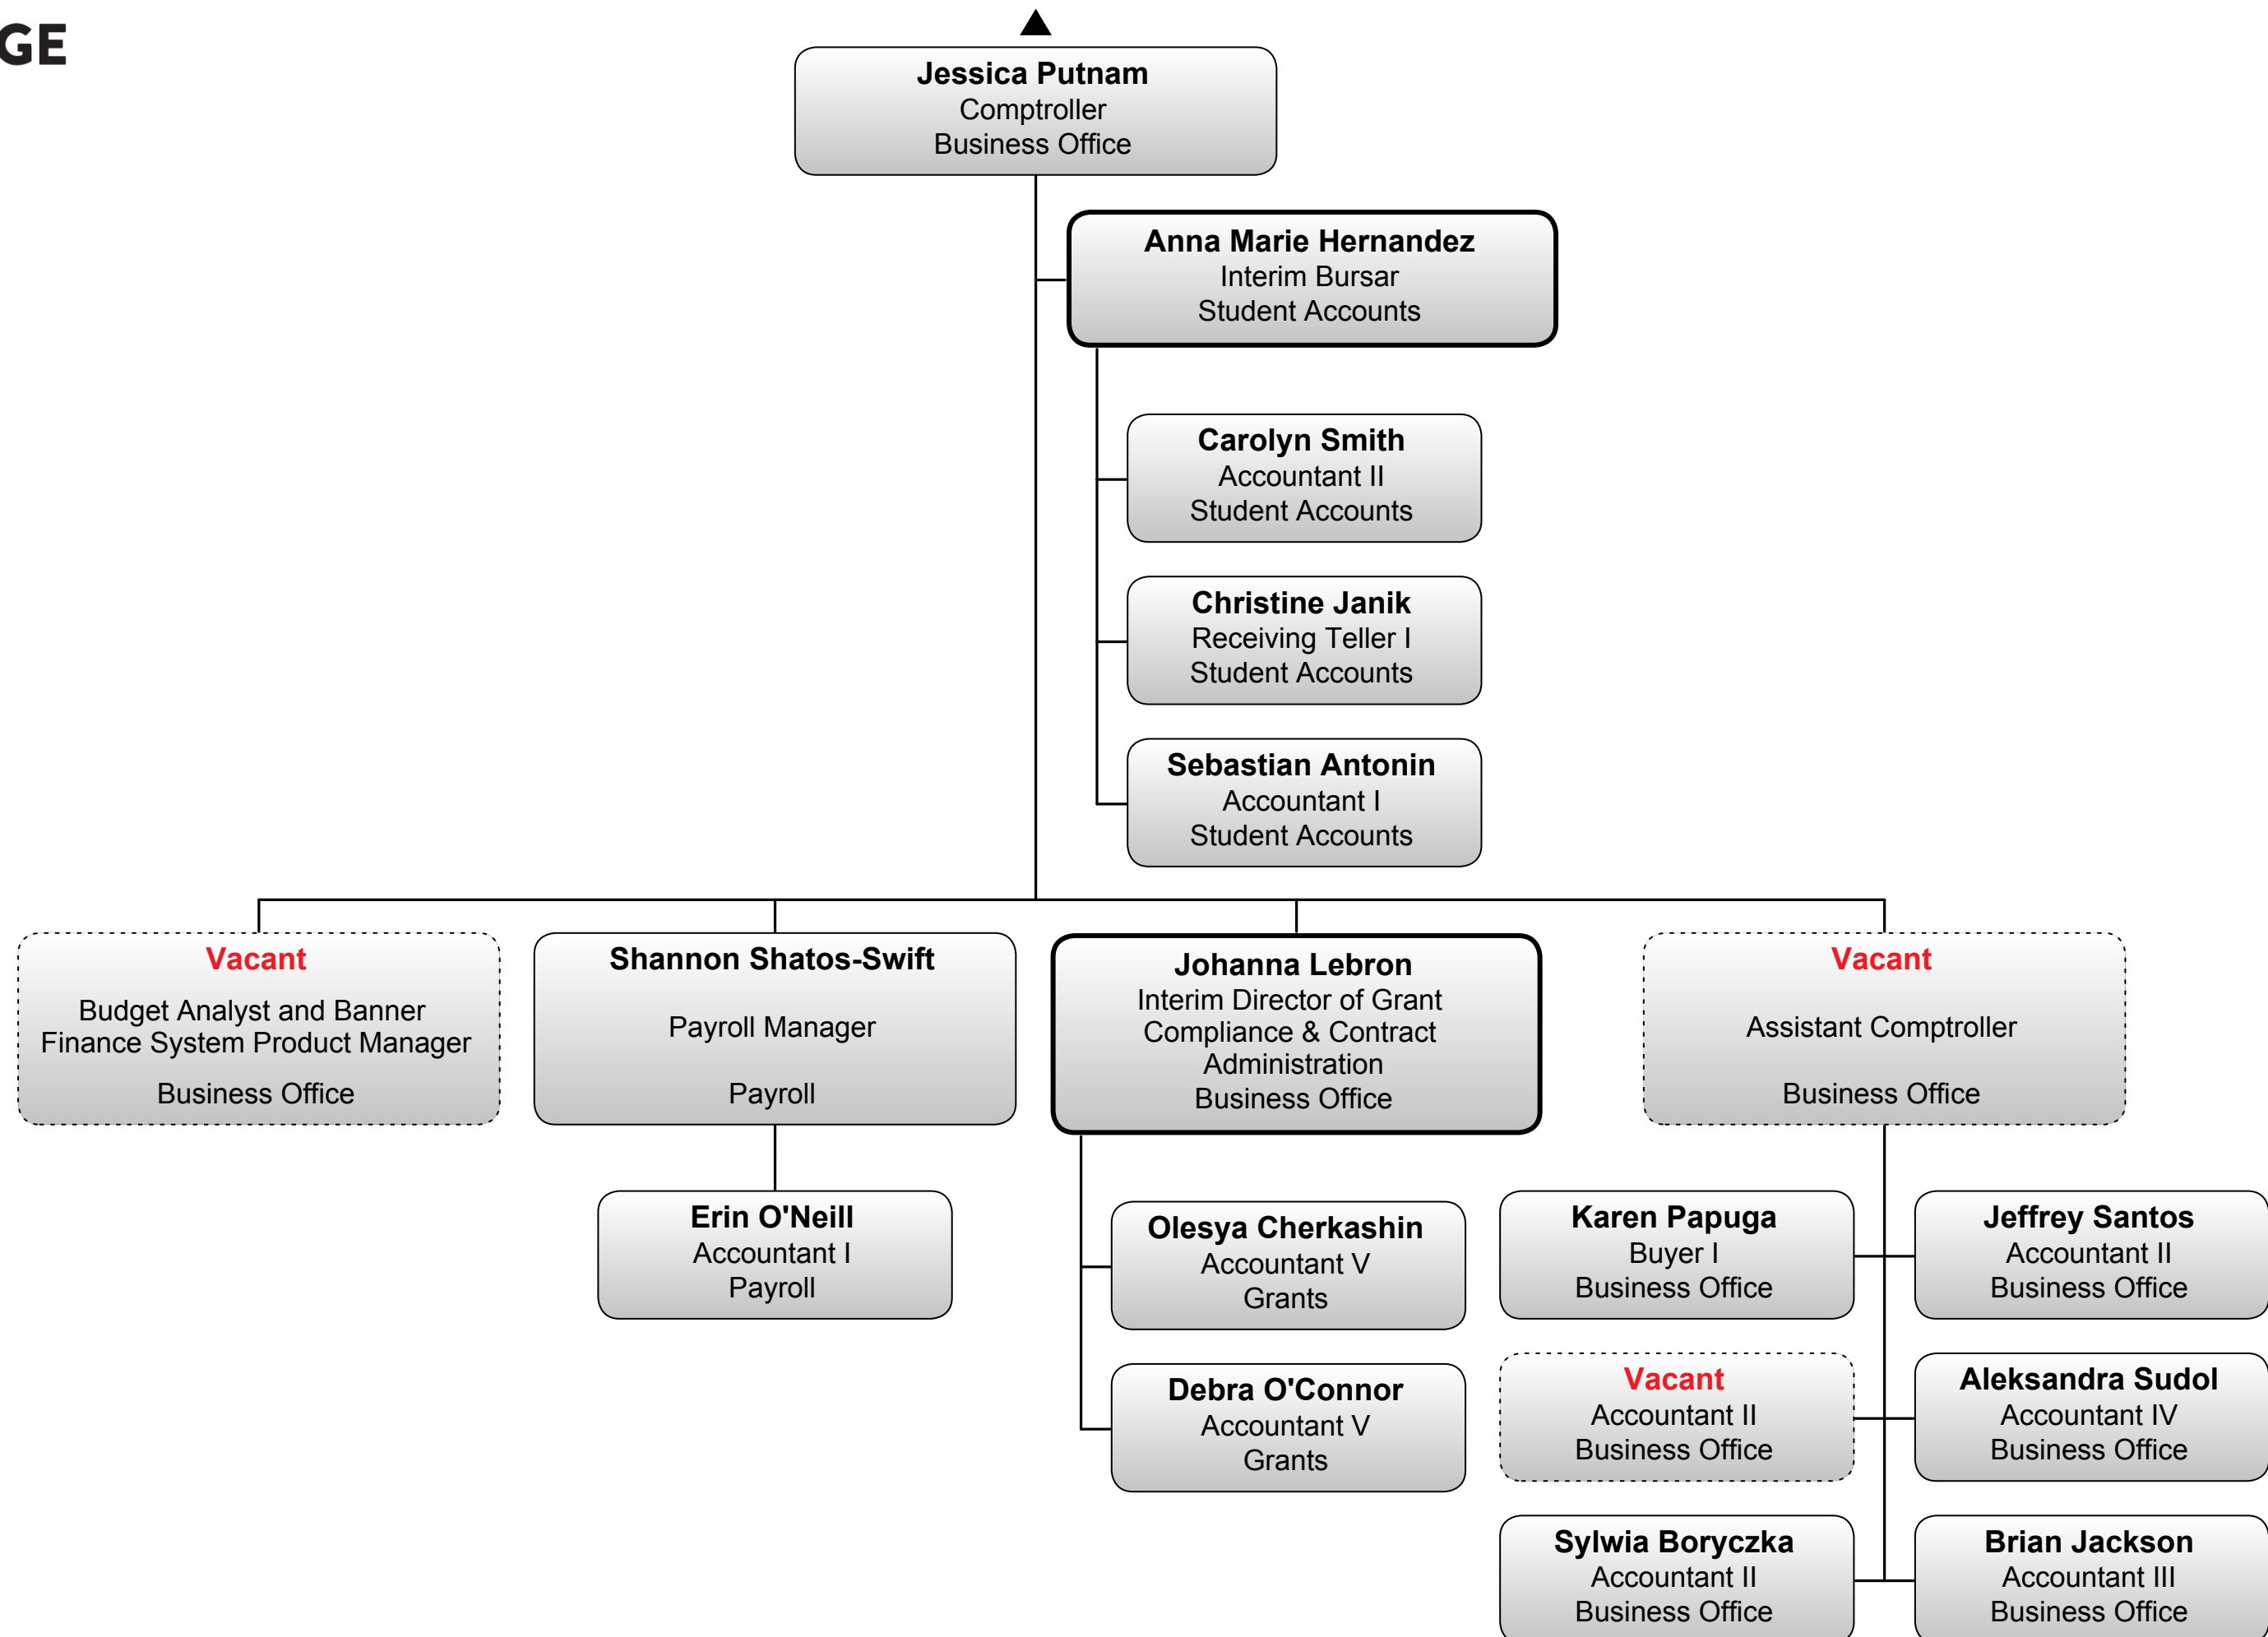 GE
Jessica Putnam
Comptroller
Business Office
Anna Marie Hernandez
Interim Bursar
Student Accounts
Carolyn Smith
Accountant II
Student Accounts
Christine Janik
Receiving Teller I
Student Accounts
Sebastian Antonin
Accountant I
Student Accounts
Vacant
Budget Analyst and Banner
Finance System Product Manager
Business Office
Shannon Shatos-Swift
Payroll Manager
Payroll
Johanna Lebron
Interim Director of Grant
Compliance & Contract
Administration
Business Office
Vacant
Assistant Comptroller
Business Office
Erin O'Neill
Accountant I
Payroll
Olesya Cherkashin
Accountant V
Grants
Debra O'Connor
Accountant V
Grants
Karen Papuga
Buyer I
Business Office
Jeffrey Santos
Accountant II
Business Office
Vacant
Accountant II
Business Office
Aleksandra Sudol
Accountant IV
Business Office
Sylwia Boryczka
Accountant II
Business Office
Brian Jackson
Accountant III
Business Office